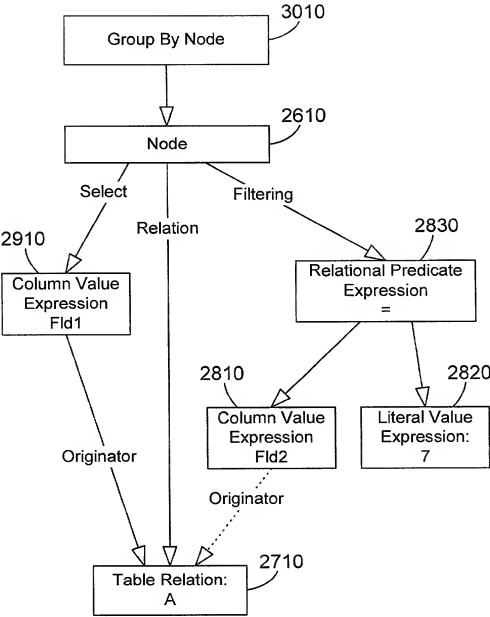 3010
Group By Node
2610
Node
Select
Filtering
Relation
2910
2830
Column Value
Expression
Fld1
Relational Predicate
Expression
=
2810
2820
Column Value
Expression
Fld2
Literal Value
Expression:
7
Originator
Originator
2710
Table Relation:
A